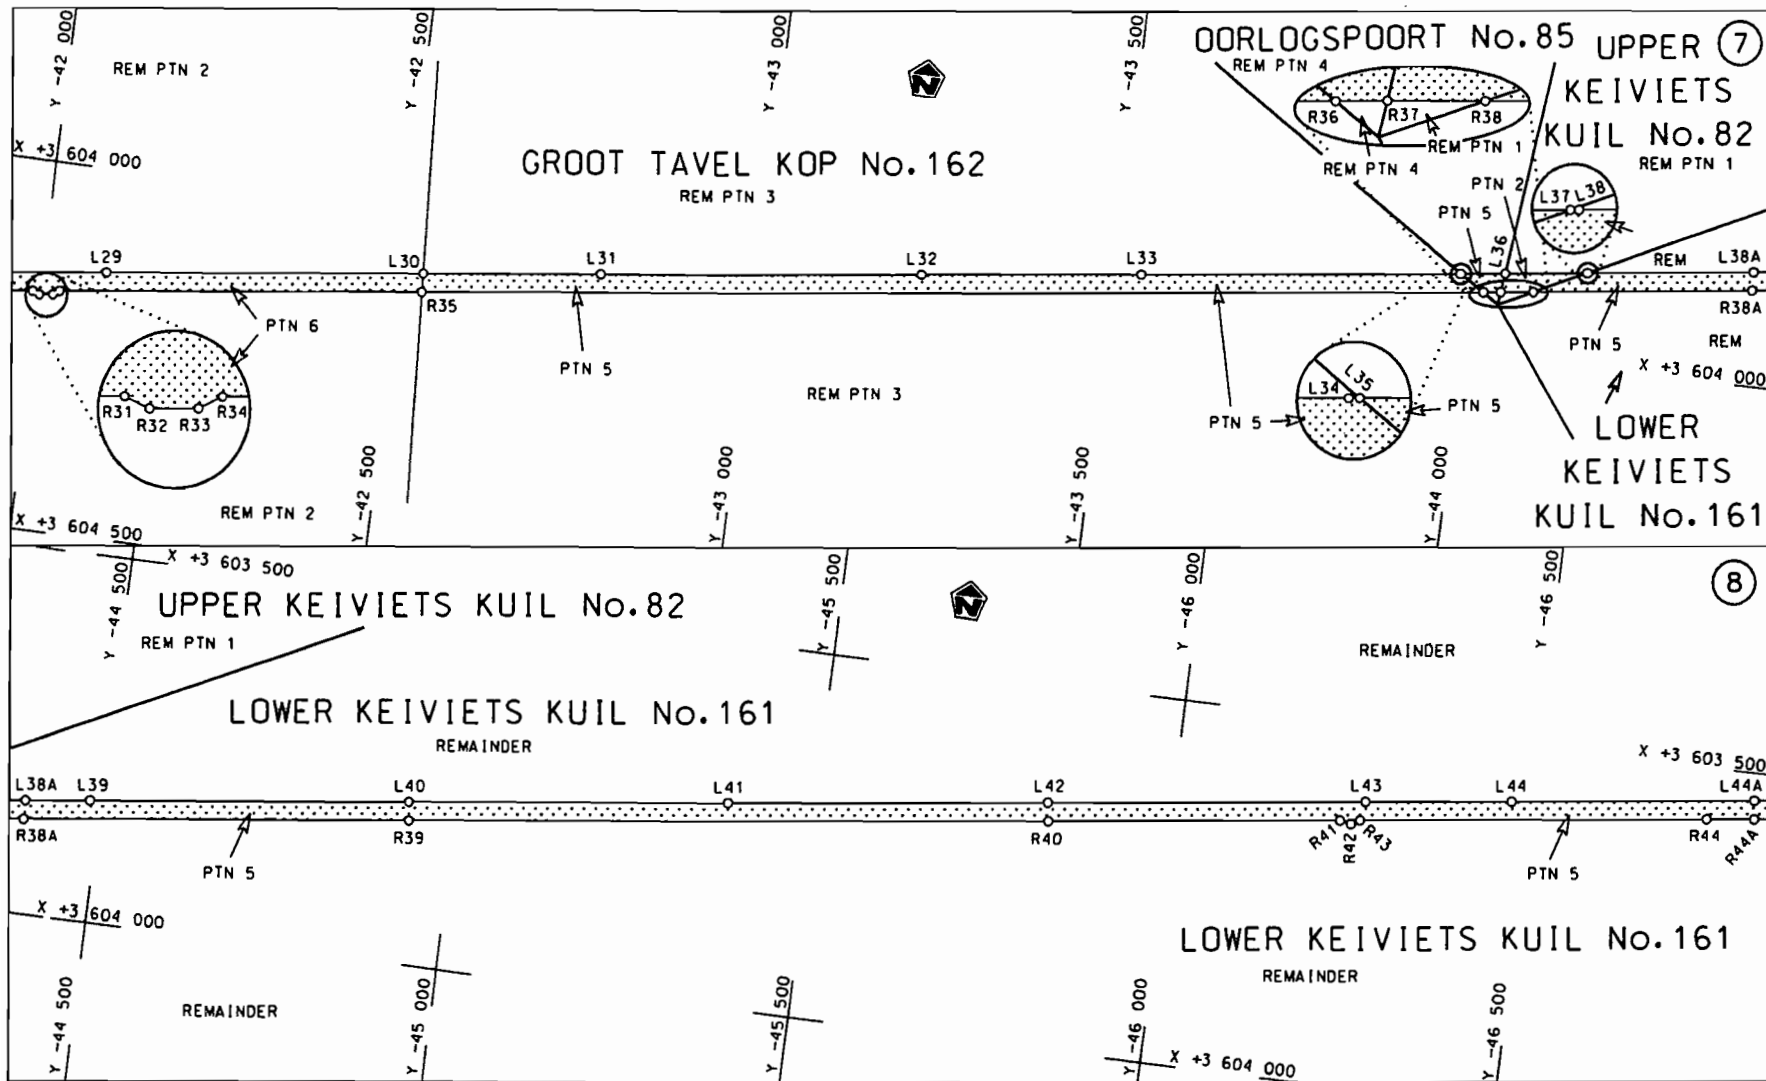 Y -42 000
Y -42 500
Y -43 000
Y -43 500
OORLOGSPOORT No.85
REM PTN 4
UPPER
KEIVIETS
KUIL No.82
REM PTN 1
7
REM PTN 2
N
X +3 604 000
GROOT TAVEL KOP No.162
REM PTN 3
R36
R37
R38
REM PTN 1
REM PTN 4
PTN 2
PTN 5
L37
L38
L29
L30
L31
L32
L33
L36
REM
L38A
R35
R38A
PTN 6
PTN 5
REM PTN 3
PTN 5
L34
L35
PTN 5
PTN 5
REM
X +3 604 000
R31
R32
R33
R34
LOWER
KEIVIETS
KUIL No.161
REM PTN 2
X +3 604 500
Y -42 500
Y -43 000
Y -43 500
Y -44 000
Y -44 500
X +3 603 500
Y -45 500
Y -46 000
Y -46 500
8
UPPER KEIVIETS KUIL No.82
REM PTN 1
N
REMAINDER
LOWER KEIVIETS KUIL No.161
REMAINDER
X +3 603 500
L38A
L39
L40
L41
L42
L43
L44
L44A
R38A
R39
R40
R41
R42
R43
R44
R44A
PTN 5
PTN 5
X +3 604 000
LOWER KEIVIETS KUIL No.161
REMAINDER
REMAINDER
Y -44 500
Y -45 000
Y -45 500
Y -46 000
X +3 604 000
Y -46 500